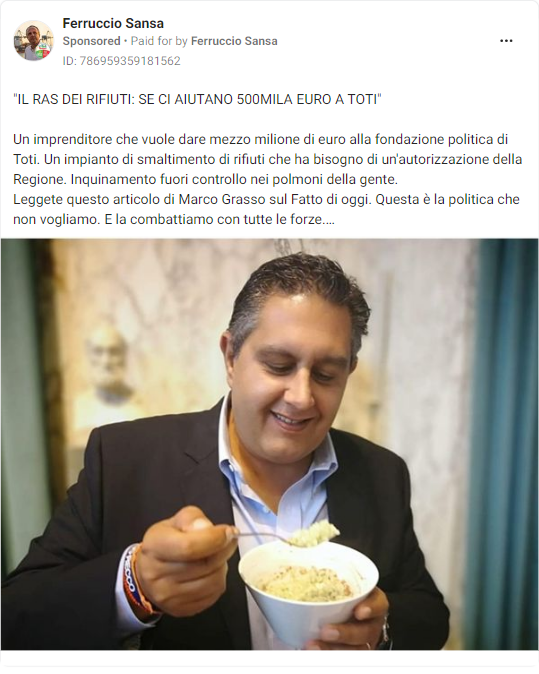 Ferruccio Sansa
Sponsored • Paid for by Ferruccio Sansa
ID: 786959359181562
"IL RAS DEI RIFIUTI: SE CI AIUTANO 500MILA EURO A TOTI"
Un imprenditore che vuole dare mezzo milione di euro alla fondazione politica di
Toti. Un impianto di smaltimento di rifiuti che ha bisogno di un'autorizzazione della
Regione. Inquinamento fuori controllo nei polmoni della gente.
Leggete questo articolo di Marco Grasso sul Fatto di oggi. Questa è la politica che
non vogliamo. E la combattiamo con tutte le forze....